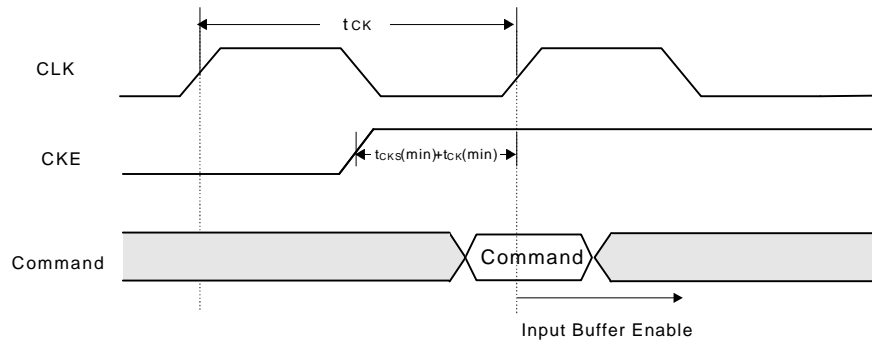 tCK
CLK
CKE
tCKS(min)+tCK(min)
Command
Command
Input Buffer Enable